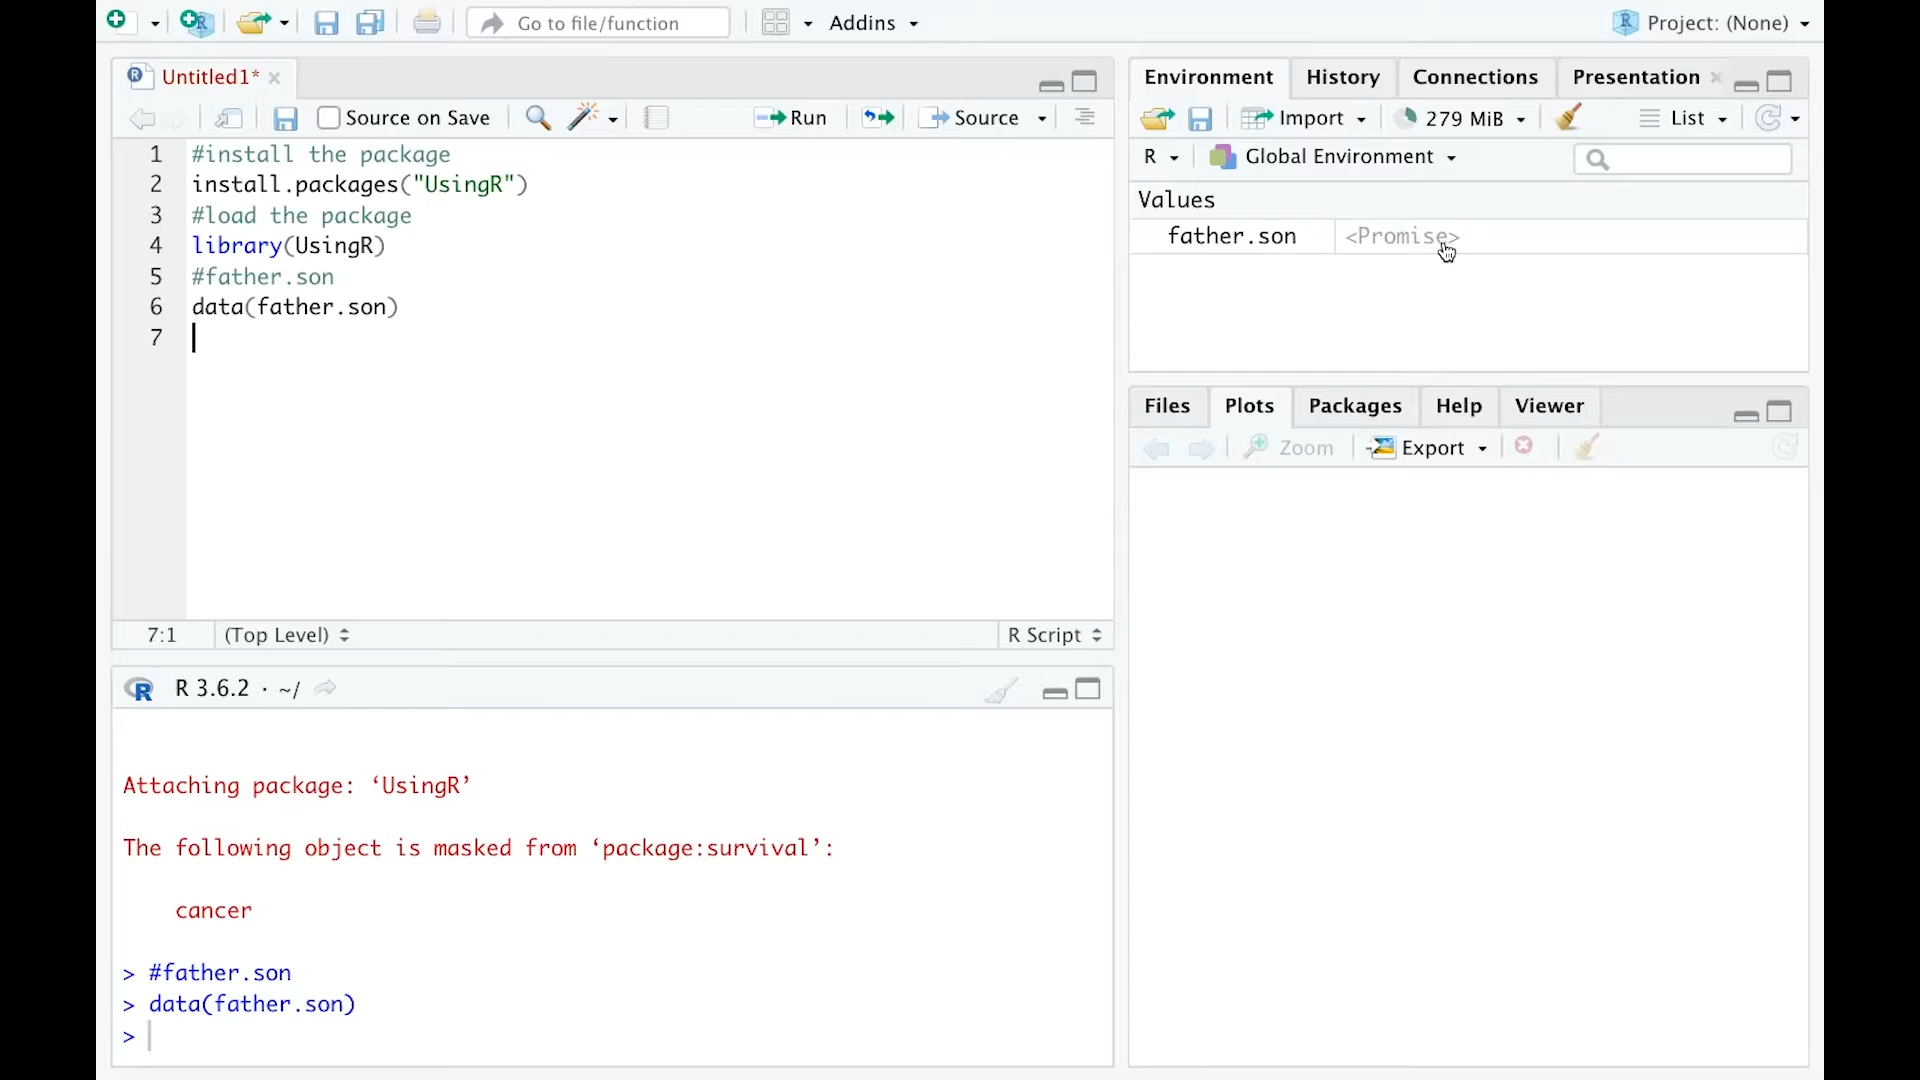 Go to file/function
Addins
Project: (None)
Untitled1*
Source on Save
Run
Source
1 #install the package
2 install.packages("UsingR")
3 #load the package
4 library(UsingR)
5 #father.son
6 data(father.son)
7
7:1 (Top Level) R Script
R 3.6.2 · ~/
Attaching package: ‘UsingR’
The following object is masked from ‘package:survival’:
cancer
> #father.son
> data(father.son)
>
Environment History Connections Presentation
Import 279 MiB List
R Global Environment
Values
father.son <Promise>
Files Plots Packages Help Viewer
Zoom Export